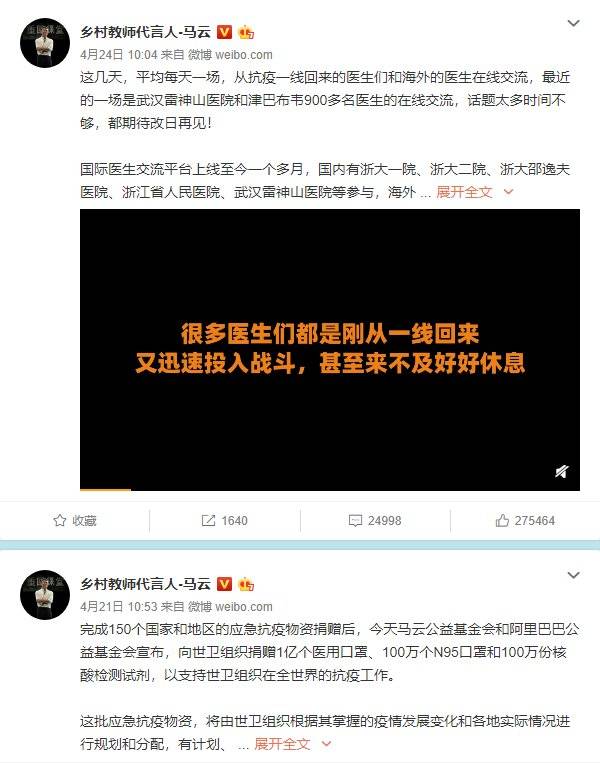 乡村教师代言人-马云
4月24日 10:04 来自 微博 weibo.com
这几天，平均每天一场，从抗疫一线回来的医生们和海外的医生在线交流，最近
的一场是武汉雷神山医院和津巴布韦900多名医生的在线交流，话题太多时间不
够，都期待改日再见！
国际医生交流平台上线至今一个多月，国内有浙大一院、浙大二院、浙大邵逸夫
医院、浙江省人民医院、武汉雷神山医院等参与，海外 ... 展开全文
很多医生们都是刚从一线回来
又迅速投入战斗，甚至来不及好好休息
收藏 1640 24998 275464
乡村教师代言人-马云
4月21日 10:53 来自 微博 weibo.com
完成150个国家和地区的应急抗疫物资捐赠后，今天马云公益基金会和阿里巴巴公
益基金会宣布，向世卫组织捐赠1亿个医用口罩、100万个N95口罩和100万份核
酸检测试剂，以支持世卫组织在全世界的抗疫工作。
这批应急抗疫物资，将由世卫组织根据其掌握的疫情发展变化和各地实际情况进
行规划和分配，有计划、 ... 展开全文